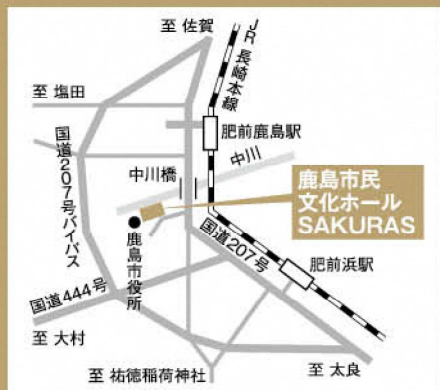 至 佐賀
JR長崎本線
至 塩田
肥前鹿島駅
国道207号バイパス
中川
中川橋
鹿島市民
文化ホール
SAKURAS
鹿島市役所
国道207号
肥前浜駅
国道444号
至 大村
至 太良
至 祐徳稲荷神社